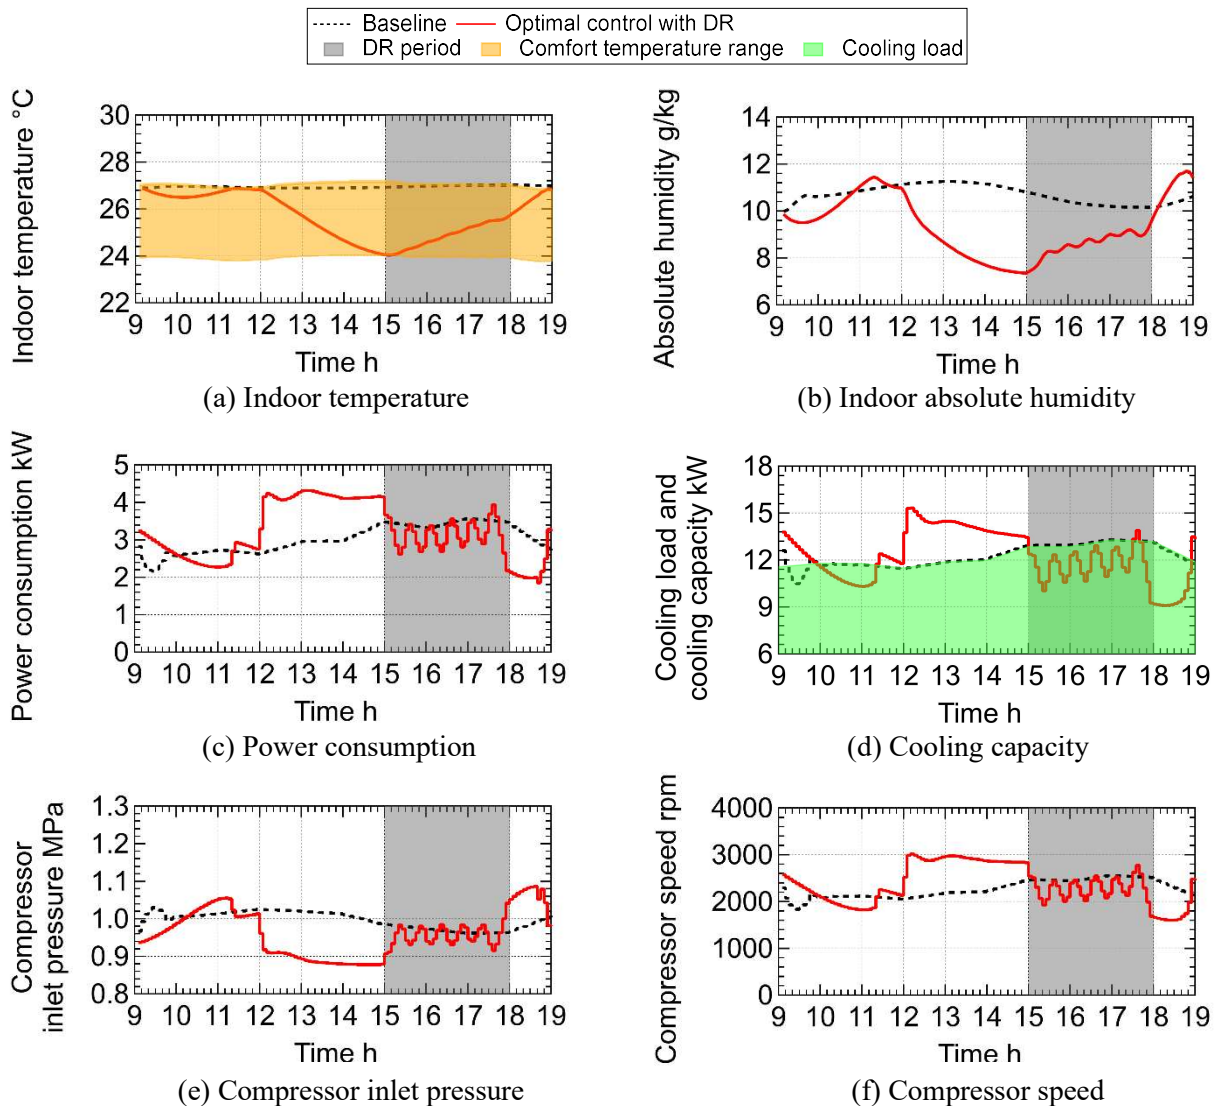 Baseline Optimal control with DR
DR period Comfort temperature range Cooling load
Indoor temperature °C
30
28
26
24
22
9 10 11 12 13 14 15 16 17 18 19
Time h
(a) Indoor temperature
Absolute humidity g/kg
14
12
10
8
6
9 10 11 12 13 14 15 16 17 18 19
Time h
(b) Indoor absolute humidity
Power consumption kW
5
4
3
2
1
0
9 10 11 12 13 14 15 16 17 18 19
Time h
(c) Power consumption
Cooling load and
cooling capacity kW
18
15
12
9
6
9 10 11 12 13 14 15 16 17 18 19
Time h
(d) Cooling capacity
Compressor
inlet pressure MPa
1.3
1.2
1.1
1.0
0.9
0.8
9 10 11 12 13 14 15 16 17 18 19
Time h
(e) Compressor inlet pressure
Compressor speed rpm
4000
3000
2000
1000
0
9 10 11 12 13 14 15 16 17 18 19
Time h
(f) Compressor speed